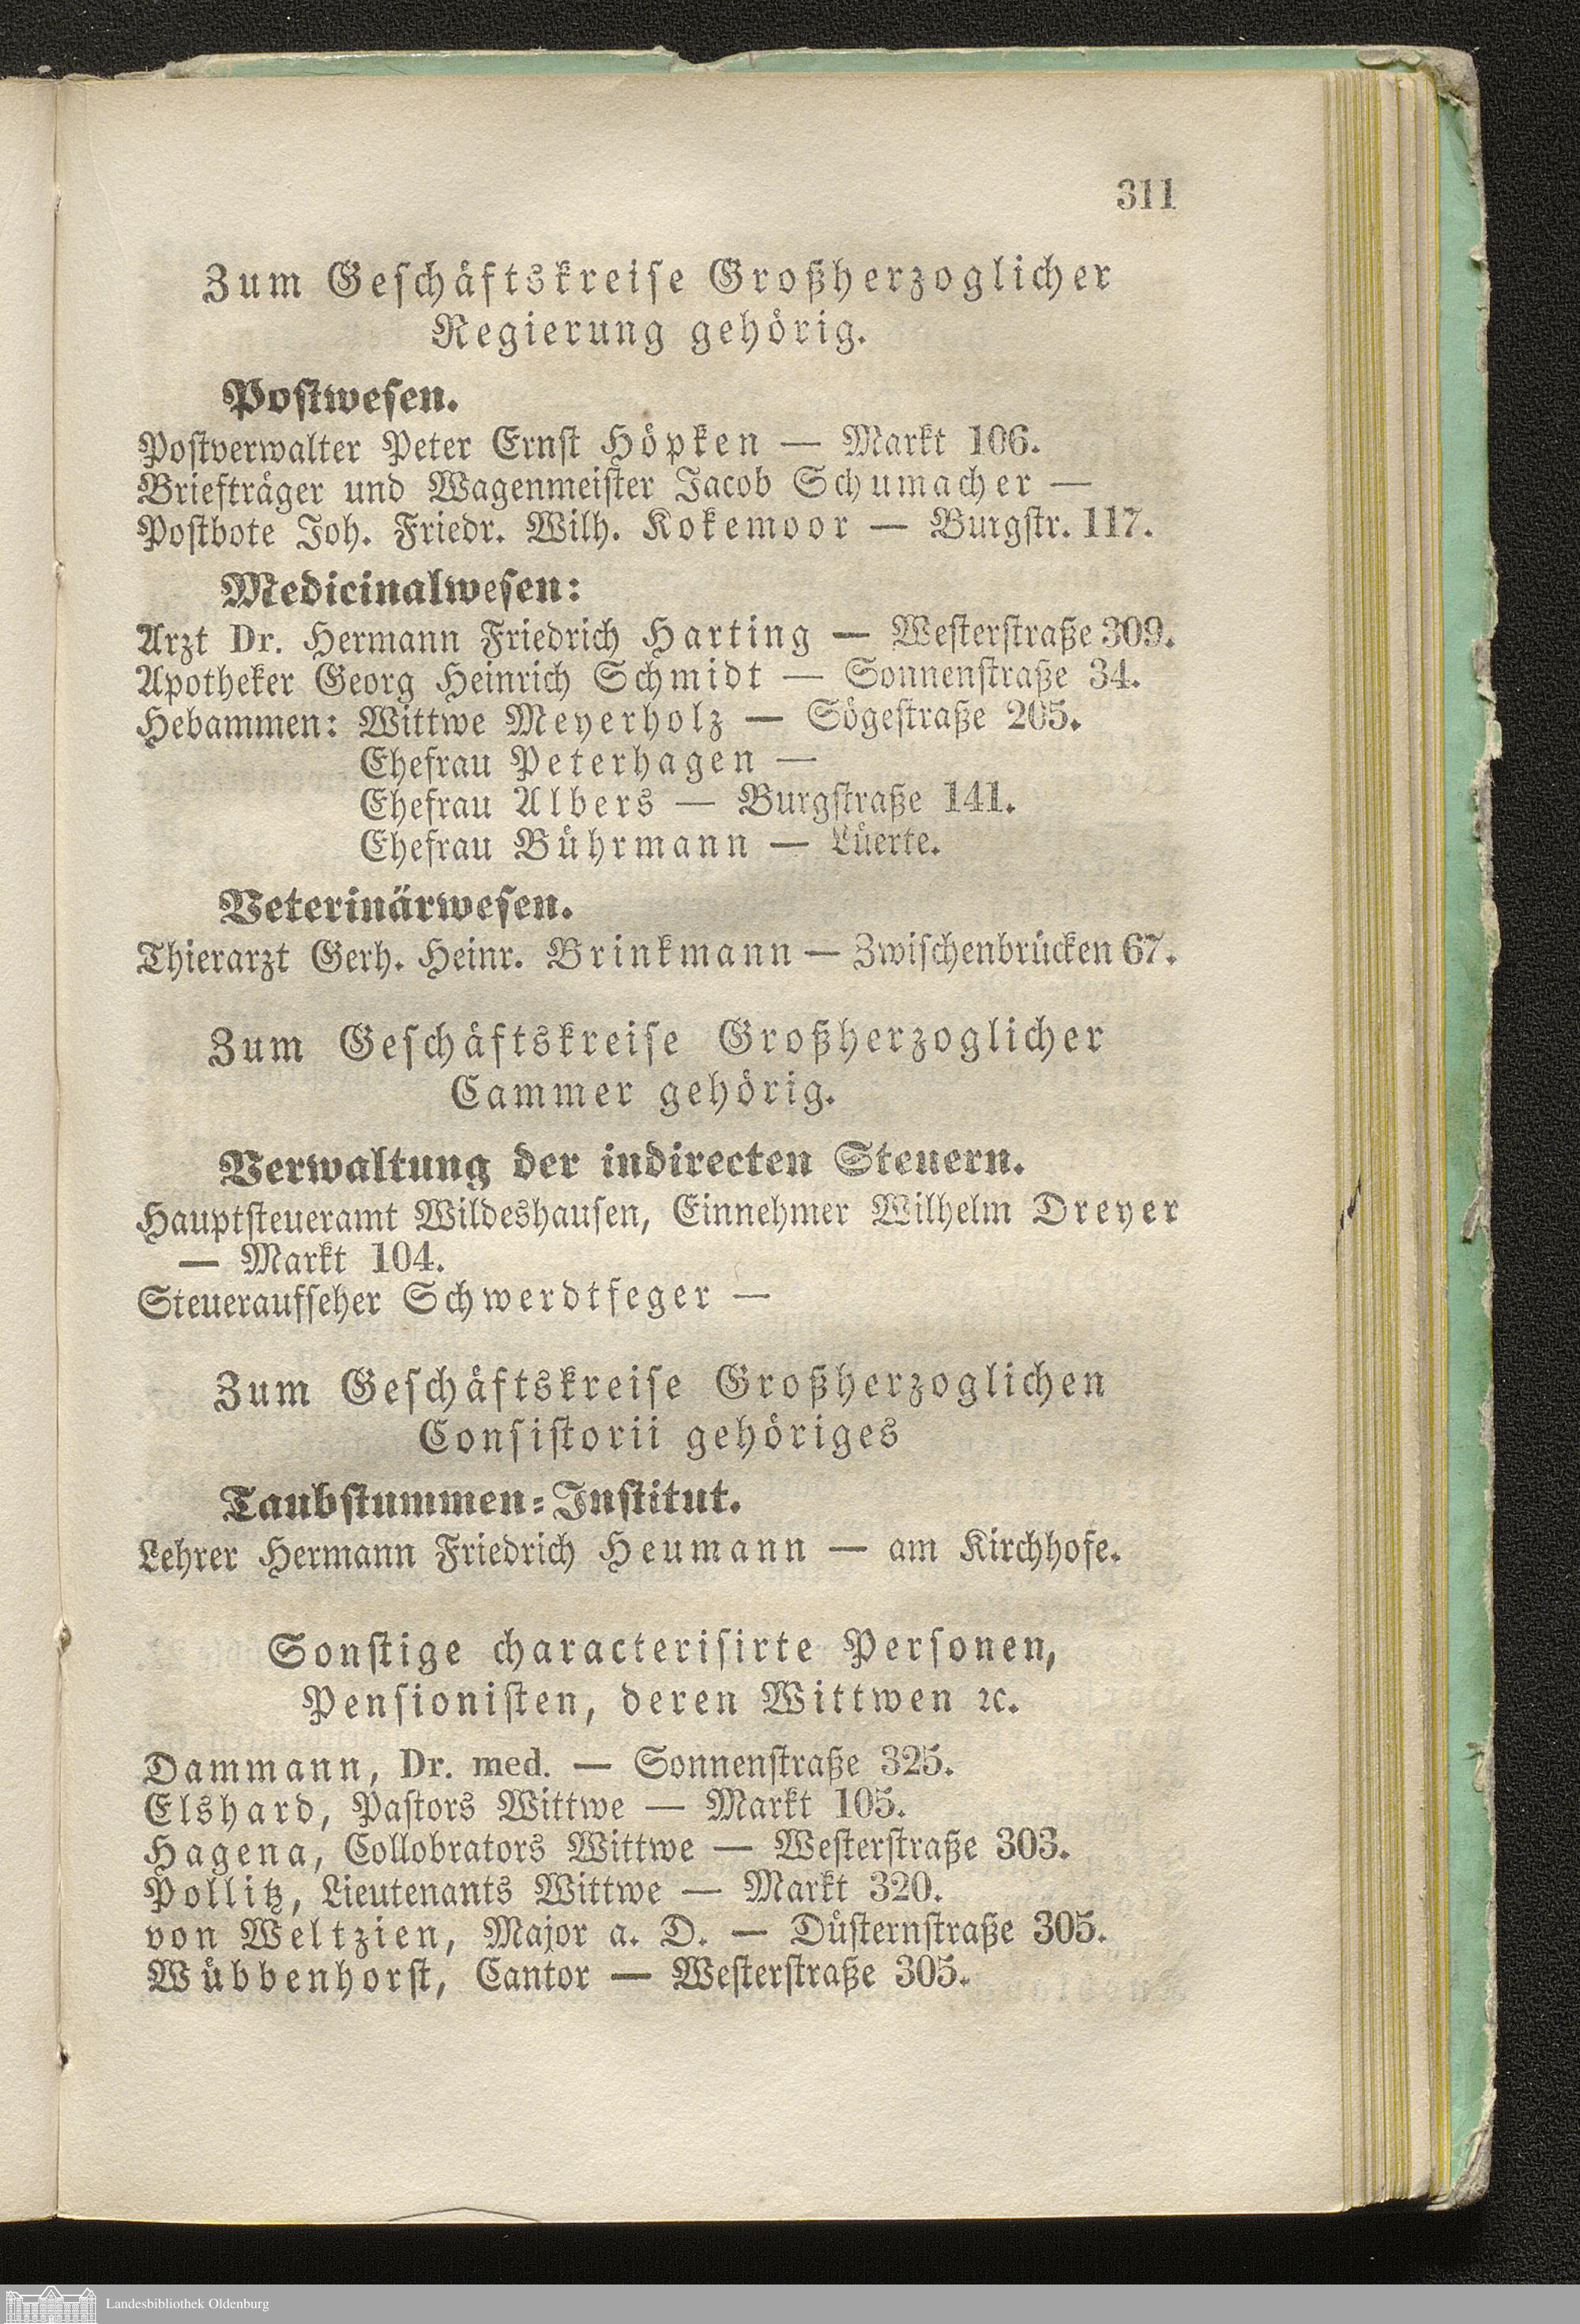 311
Zum Geschäftskreise Großherzoglicher
Regierung gehörig.
Postwesen.
Postverwalter Peter Ernst Höpken — Markt 106.
Briefträger und Wagenmeister Jacob Schumacher —
Postbote Joh. Friedr. Wilh. Kokemoor — Burgstr. 117.
Medicinalwesen:
Arzt Dr. Hermann Friedrich Harting — Westerstraße 309.
Apotheker Georg Heinrich Schmidt — Sonnenstraße 34.
Hebammen: Wittwe Meyerholz — Sögestraße 205.
Ehefrau Peterhagen —
Ehefrau Albers — Burgstraße 141.
Ehefrau Bührmann — Lüerte.
Veterinärwesen.
Thierarzt Gerh. Heinr. Brinkmann — Zwischenbrücken 67.
Zum Geschäftskreise Großherzoglicher
Cammer gehörig.
Verwaltung der indirecten Steuern.
Hauptsteueramt Wildeshausen, Einnehmer Wilhelm Dreyer
— Markt 104.
Steueraufseher Schwerdtfeger —
Zum Geschäftskreise Großherzoglichen
Consistorii gehöriges
Taubstummen=Institut.
Lehrer Hermann Friedrich Heumann — am Kirchhofe.
Sonstige characterisirte Personen,
Pensionisten, deren Wittwen ꝛc.
Dammann, Dr. med. — Sonnenstraße 325.
Elshard, Pastors Wittwe — Markt 105.
Hagena, Collobrators Wittwe — Westerstraße 303.
Pollitz, Lieutenants Wittwe — Markt 320.
von Weltzien, Major a. D. — Düsternstraße 305.
Wübbenhorst, Cantor — Westerstraße 305.
Landesbibliothek Oldenburg